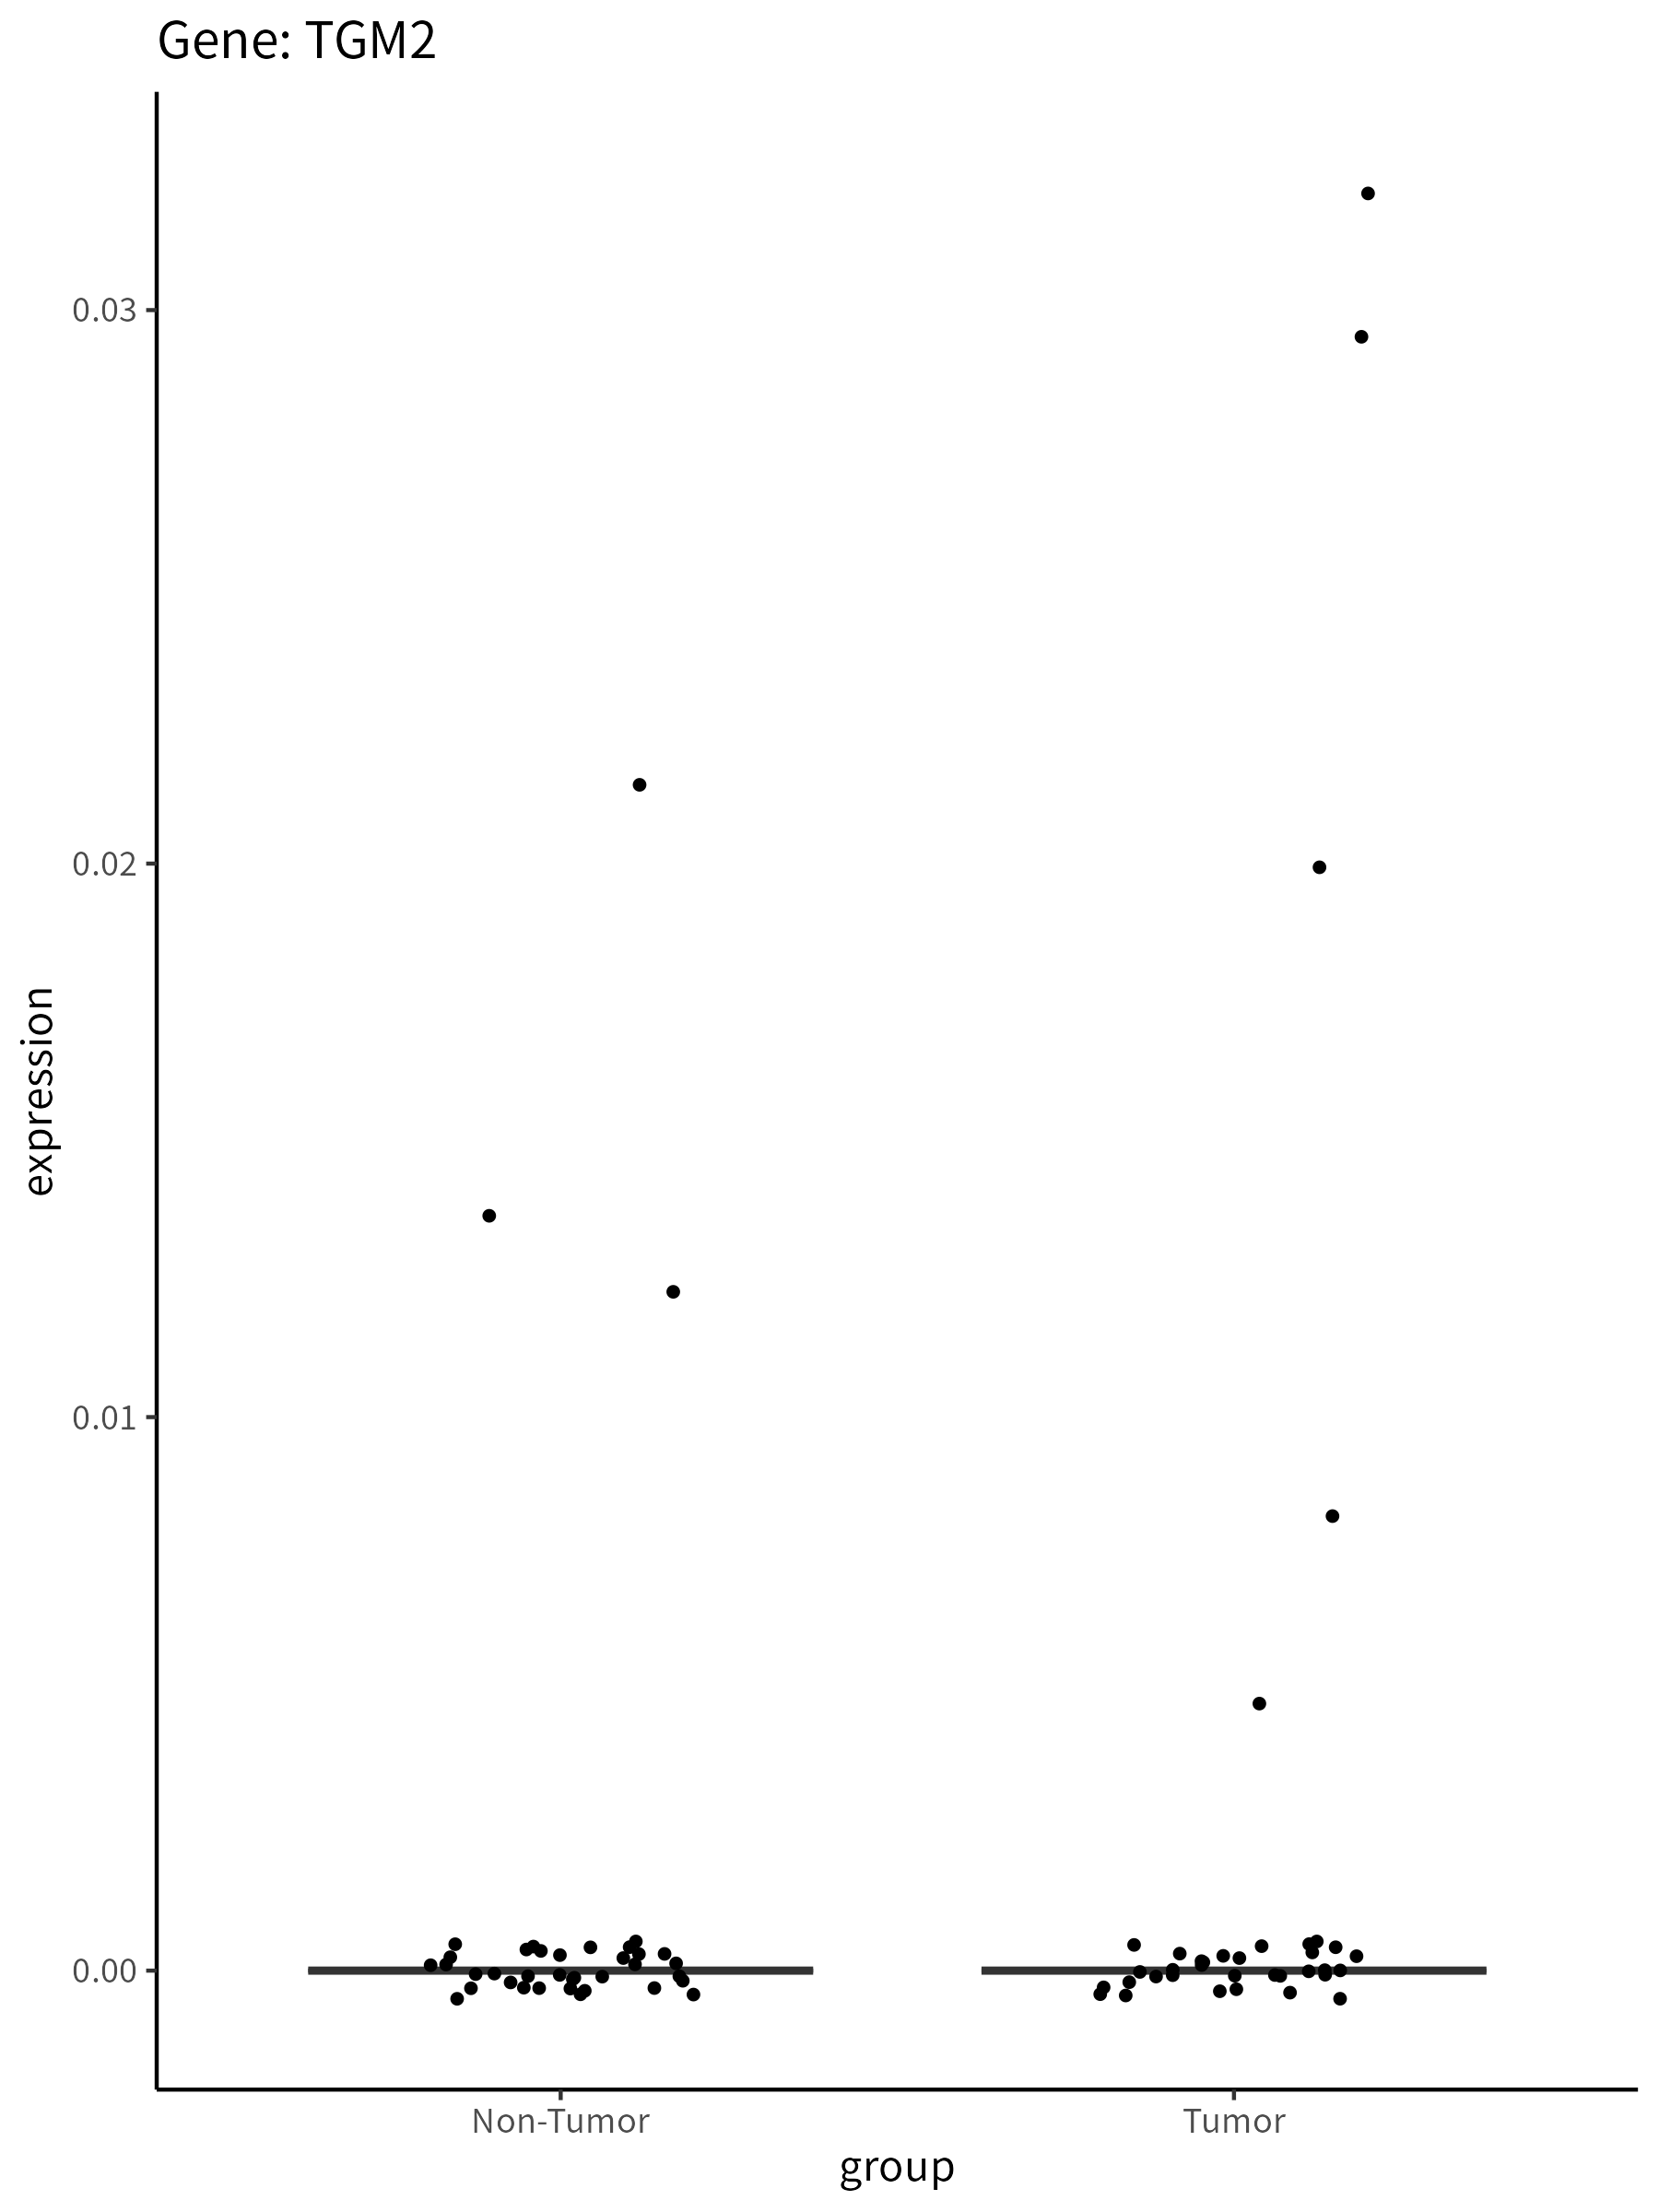 Gene: TGM2
0.03
0.02
0.01
0.00
expression
Non-Tumor
Tumor
group